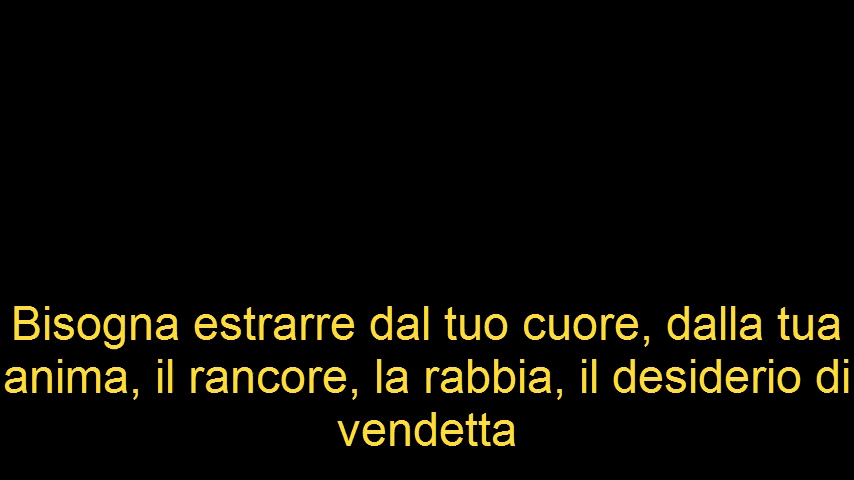 Bisogna estrarre dal tuo cuore, dalla tua
anima, il rancore, la rabbia, il desiderio di
vendetta